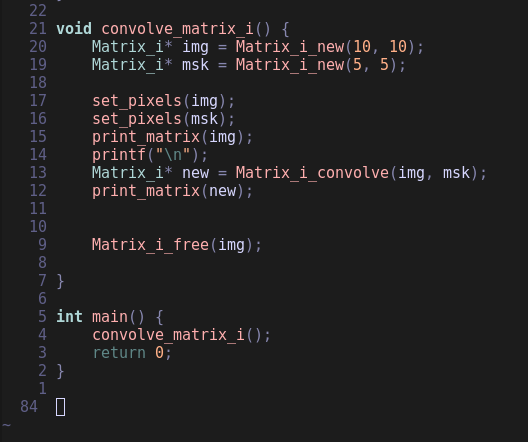 22
21 void convolve_matrix_i() {
20     Matrix_i* img = Matrix_i_new(10, 10);
19     Matrix_i* msk = Matrix_i_new(5, 5);
18
17     set_pixels(img);
16     set_pixels(msk);
15     print_matrix(img);
14     printf("\n");
13     Matrix_i* new = Matrix_i_convolve(img, msk);
12     print_matrix(new);
11
10
9     Matrix_i_free(img);
8
7 }
6
5 int main() {
4     convolve_matrix_i();
3     return 0;
2 }
1
84
~